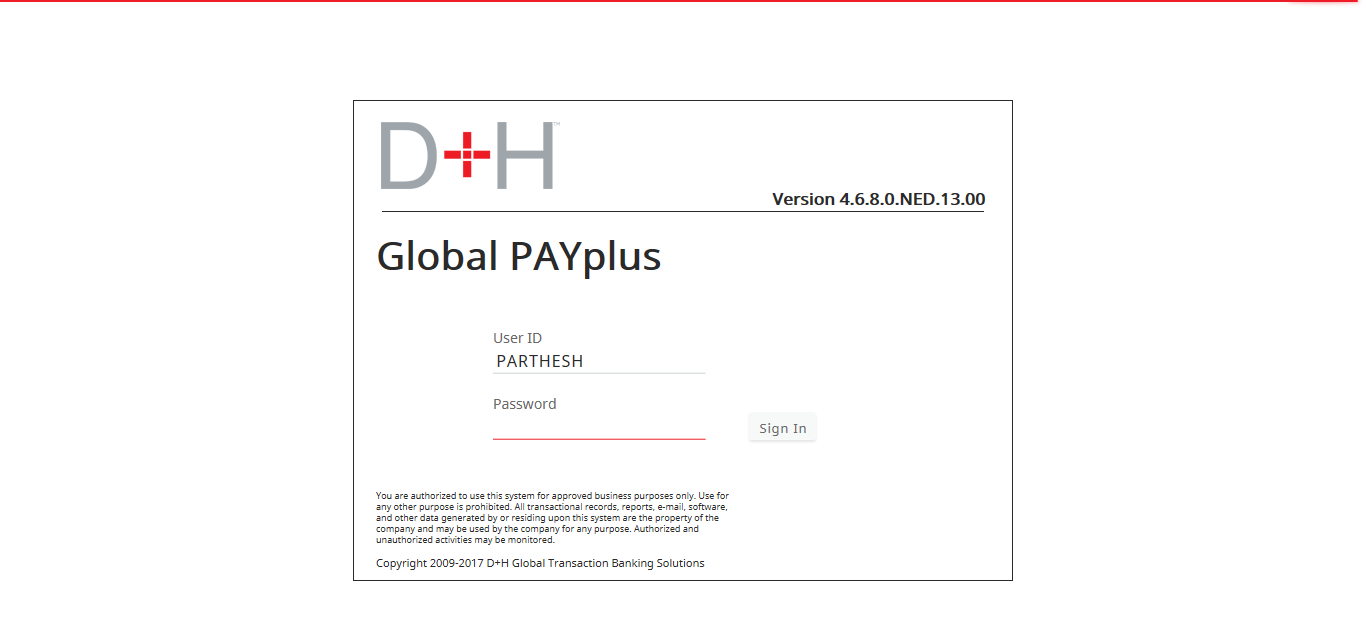 D+H™
Version 4.6.8.0.NED.13.00
Global PAYplus
User ID
PARTHESH
Password
Sign In
You are authorized to use this system for approved business purposes only. Use for
any other purpose is prohibited. All transactional records, reports, e-mail, software,
and other data generated by or residing upon this system are the property of the
company and may be used by the company for any purpose. Authorized and
unauthorized activities may be monitored.
Copyright 2009-2017 D+H Global Transaction Banking Solutions